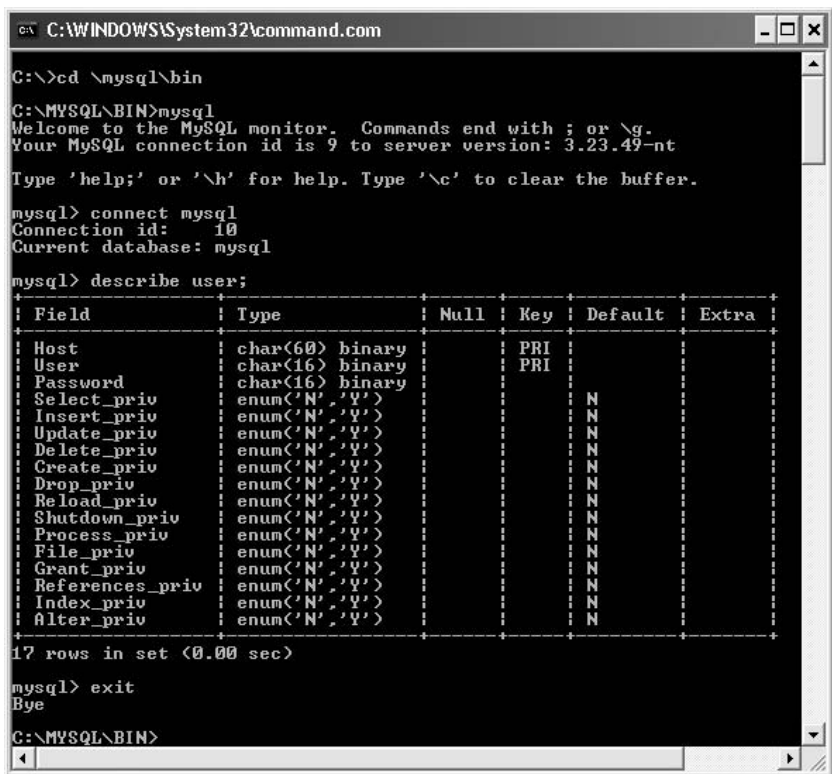 C:\WINDOWS\System32\command.com
C:\>cd \mysql\bin
C:\MYSQL\BIN>mysql
Welcome to the MySQL monitor.  Commands end with ; or \g.
Your MySQL connection id is 9 to server version: 3.23.49-nt
Type 'help;' or '\h' for help. Type '\c' to clear the buffer.
mysql> connect mysql
Connection id:    10
Current database: mysql
mysql> describe user;
+-----------------+-----------------+------+-----+---------+-------+
| Field           | Type            | Null | Key | Default | Extra |
+-----------------+-----------------+------+-----+---------+-------+
| Host            | char(60) binary |      | PRI |         |       |
| User            | char(16) binary |      | PRI |         |       |
| Password        | char(16) binary |      |     |         |       |
| Select_priv     | enum('N','Y')   |      |     | N       |       |
| Insert_priv     | enum('N','Y')   |      |     | N       |       |
| Update_priv     | enum('N','Y')   |      |     | N       |       |
| Delete_priv     | enum('N','Y')   |      |     | N       |       |
| Create_priv     | enum('N','Y')   |      |     | N       |       |
| Drop_priv       | enum('N','Y')   |      |     | N       |       |
| Reload_priv     | enum('N','Y')   |      |     | N       |       |
| Shutdown_priv   | enum('N','Y')   |      |     | N       |       |
| Process_priv    | enum('N','Y')   |      |     | N       |       |
| File_priv       | enum('N','Y')   |      |     | N       |       |
| Grant_priv      | enum('N','Y')   |      |     | N       |       |
| References_priv | enum('N','Y')   |      |     | N       |       |
| Index_priv      | enum('N','Y')   |      |     | N       |       |
| Alter_priv      | enum('N','Y')   |      |     | N       |       |
+-----------------+-----------------+------+-----+---------+-------+
17 rows in set (0.00 sec)
mysql> exit
Bye
C:\MYSQL\BIN>